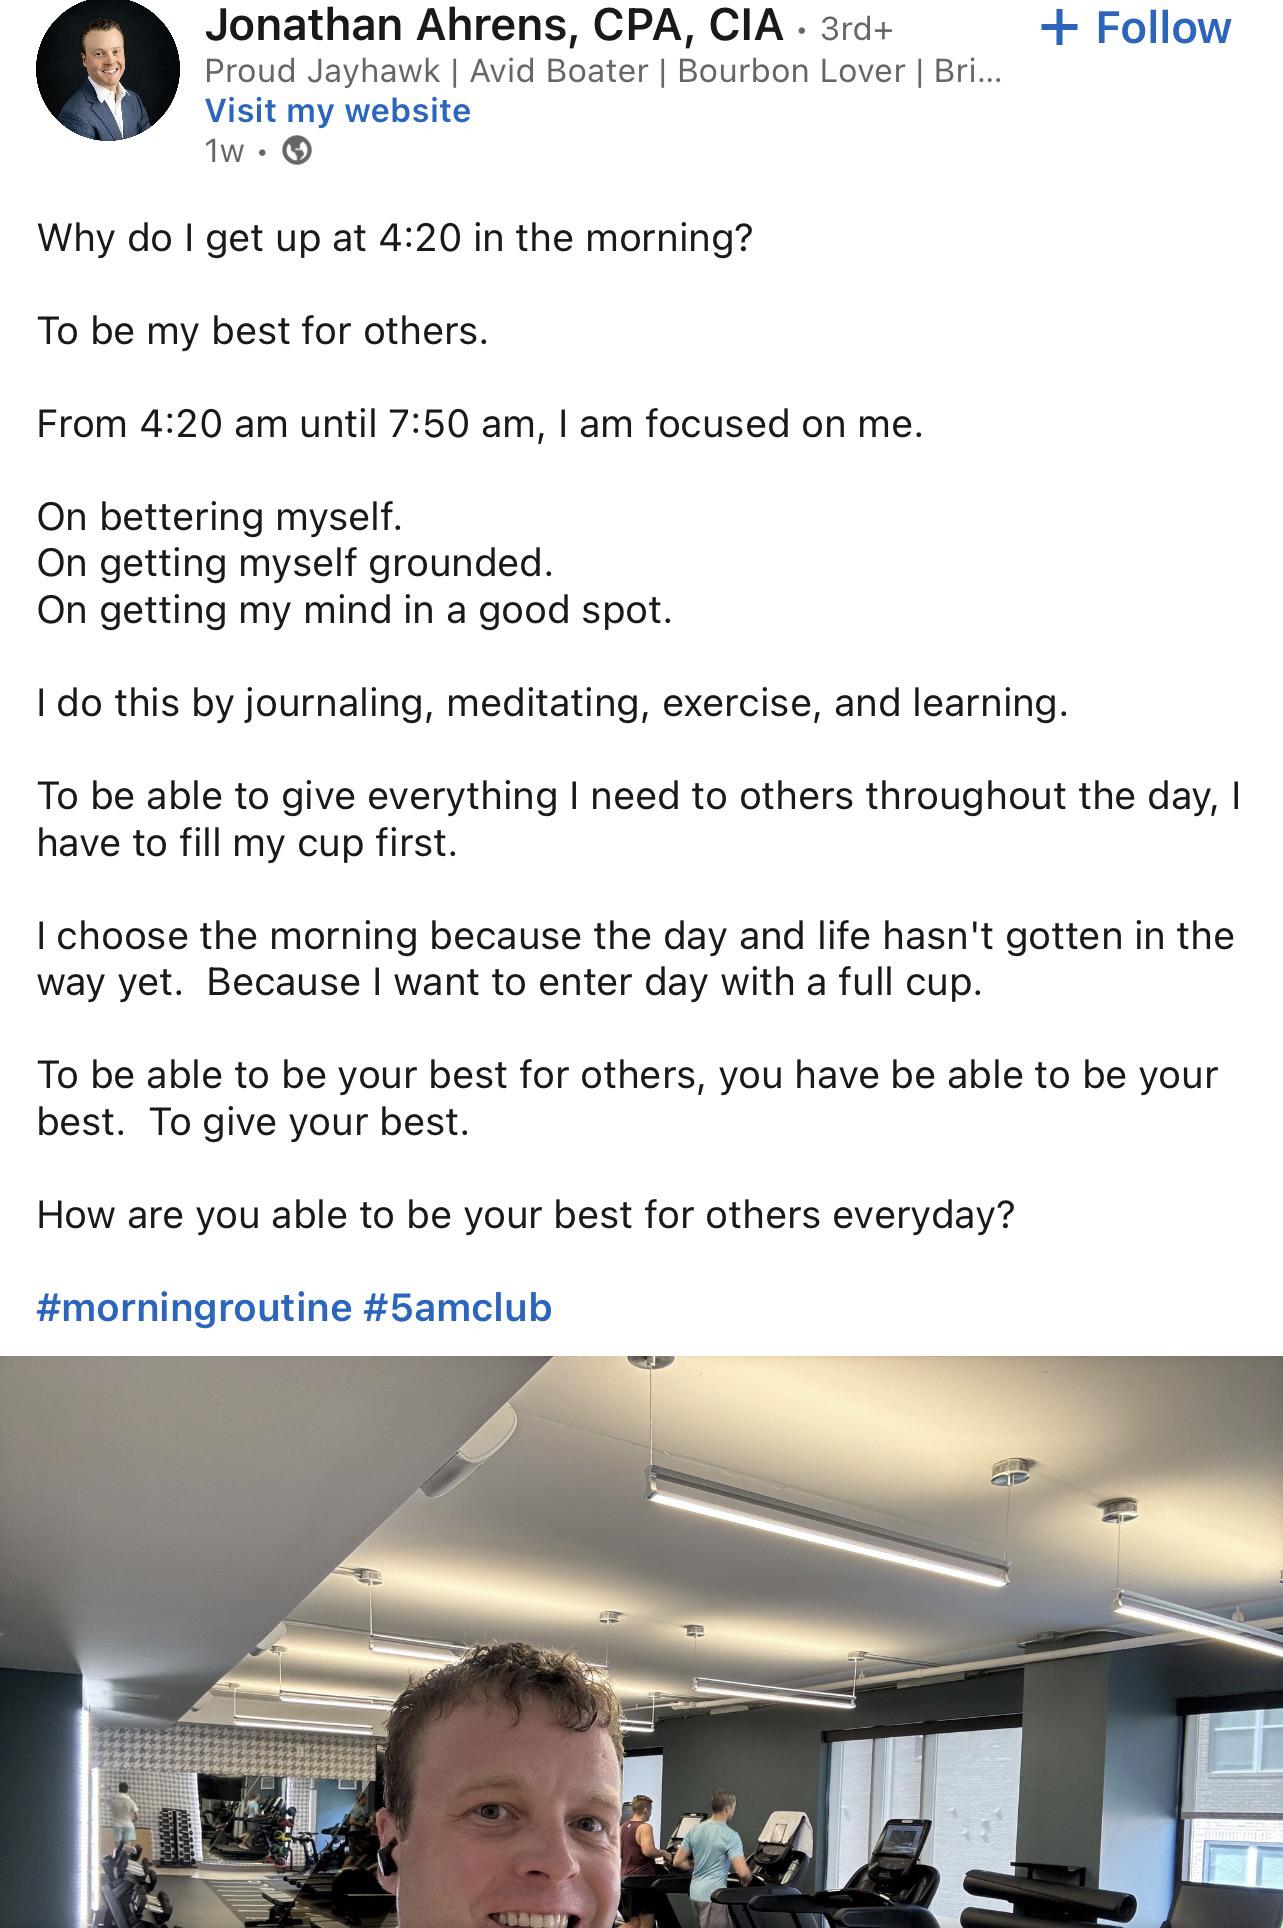 Jonathan Ahrens, CPA, CIA · 3rd+
+ Follow
Proud Jayhawk | Avid Boater | Bourbon Lover | Bri...
Visit my website
1w ·
Why do I get up at 4:20 in the morning?
To be my best for others.
From 4:20 am until 7:50 am, I am focused on me.
On bettering myself.
On getting myself grounded.
On getting my mind in a good spot.
I do this by journaling, meditating, exercise, and learning.
To be able to give everything I need to others throughout the day, I
have to fill my cup first.
I choose the morning because the day and life hasn't gotten in the
way yet.  Because I want to enter day with a full cup.
To be able to be your best for others, you have be able to be your
best.  To give your best.
How are you able to be your best for others everyday?
#morningroutine #5amclub